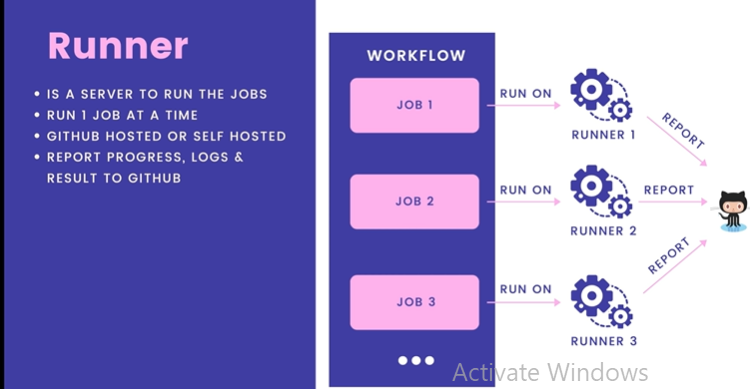 Runner
• IS A SERVER TO RUN THE JOBS
• RUN 1 JOB AT A TIME
• GITHUB HOSTED OR SELF HOSTED
• REPORT PROGRESS, LOGS &
RESULT TO GITHUB
WORKFLOW
JOB 1
RUN ON
RUNNER 1
REPORT
JOB 2
RUN ON
RUNNER 2
REPORT
JOB 3
RUN ON
RUNNER 3
REPORT
Activate Windows